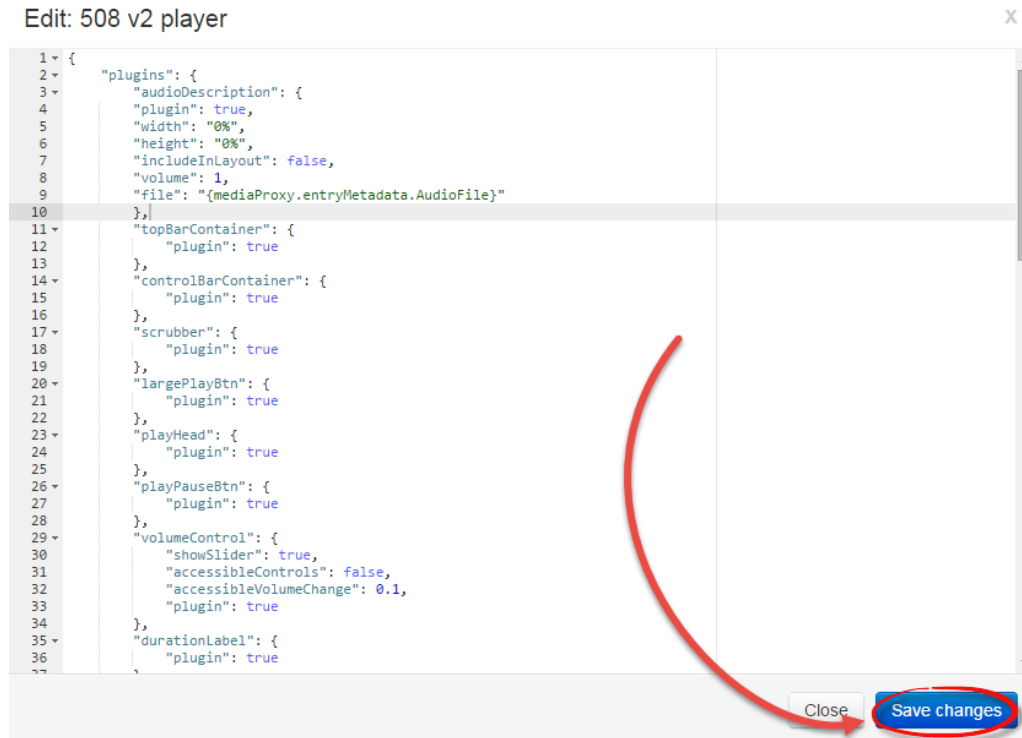 Edit: 508 v2 player
X
1 {
2 "plugins": {
3 "audioDescription": {
4 "plugin": true,
5 "width": "0%",
6 "height": "0%",
7 "includeInLayout": false,
8 "volume": 1,
9 "file": "{mediaProxy.entryMetadata.AudioFile}"
10 },
11 "topBarContainer": {
12 "plugin": true
13 },
14 "controlBarContainer": {
15 "plugin": true
16 },
17 "scrubber": {
18 "plugin": true
19 },
20 "largePlayBtn": {
21 "plugin": true
22 },
23 "playHead": {
24 "plugin": true
25 },
26 "playPauseBtn": {
27 "plugin": true
28 },
29 "volumeControl": {
30 "showSlider": true,
31 "accessibleControls": false,
32 "accessibleVolumeChange": 0.1,
33 "plugin": true
34 },
35 "durationLabel": {
36 "plugin": true
Close
Save changes